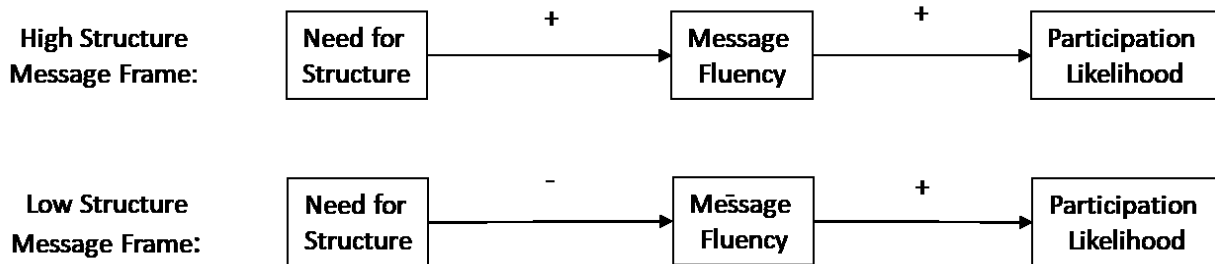 +
+
High Structure
Message Frame:
Need for
Structure
Message
Fluency
Participation
Likelihood
-
+
Low Structure
Message Frame:
Need for
Structure
-
Message
Fluency
Participation
Likelihood